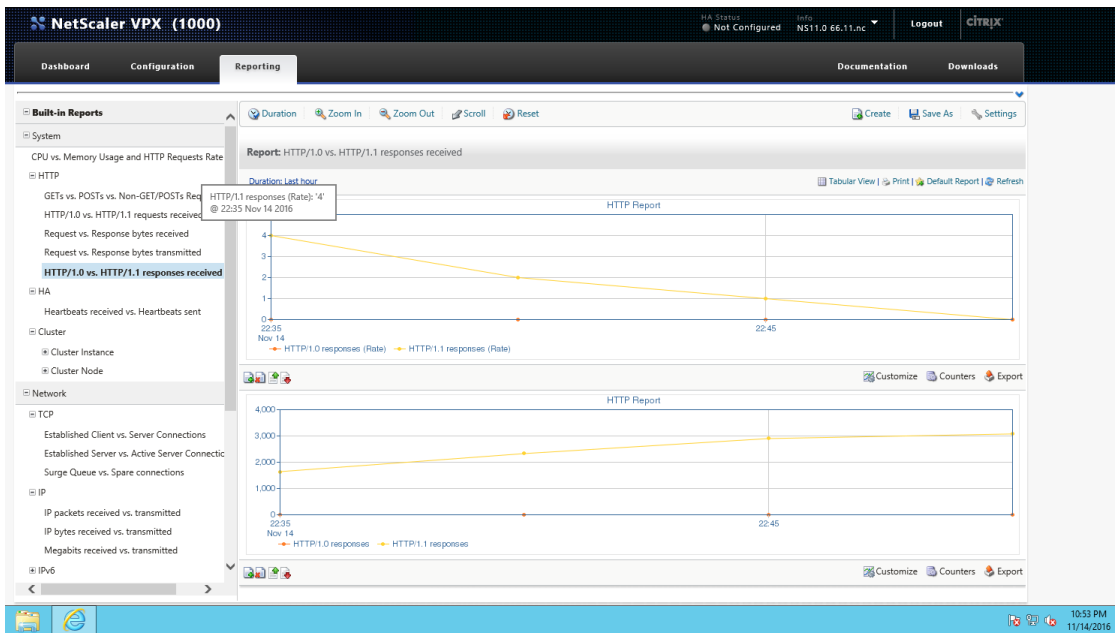 NetScaler VPX (1000)
HA Status
Not Configured
Info
NS11.0 66.11.nc
Logout
CİTRIX
Dashboard
Configuration
Reporting
Documentation
Downloads
Built-in Reports
System
CPU vs. Memory Usage and HTTP Requests Rate
HTTP
GETs vs. POSTs vs. Non-GET/POSTs Req
HTTP/1.0 vs. HTTP/1.1 requests received
Request vs. Response bytes received
Request vs. Response bytes transmitted
HTTP/1.0 vs. HTTP/1.1 responses received
HA
Heartbeats received vs. Heartbeats sent
Cluster
Cluster Instance
Cluster Node
Network
TCP
Established Client vs. Server Connections
Established Server vs. Active Server Connectic
Surge Queue vs. Spare connections
IP
IP packets received vs. transmitted
IP bytes received vs. transmitted
Megabits received vs. transmitted
IPv6
Duration Zoom In Zoom Out Scroll Reset
Create Save As Settings
Report: HTTP/1.0 vs. HTTP/1.1 responses received
Duration: Last hour
Tabular View | Print | Default Report | Refresh
HTTP/1.1 responses (Rate): '4'
@ 22:35 Nov 14 2016
HTTP Report
4
3
2
1
0
22:35
Nov 14
22:45
HTTP/1.0 responses (Rate) HTTP/1.1 responses (Rate)
Customize Counters Export
HTTP Report
4,000
3,000
2,000
1,000
0
22:35
Nov 14
22:45
HTTP/1.0 responses HTTP/1.1 responses
Customize Counters Export
10:53 PM
11/14/2016